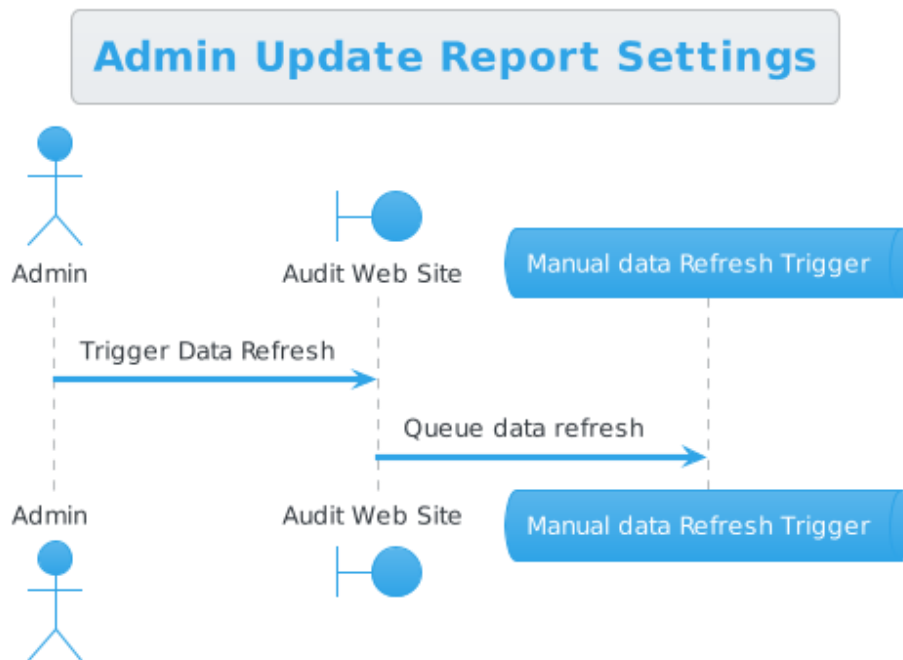 Admin Update Report Settings
Admin
Audit Web Site
Manual data Refresh Trigger
Trigger Data Refresh
Queue data refresh
Admin
Audit Web Site
Manual data Refresh Trigger